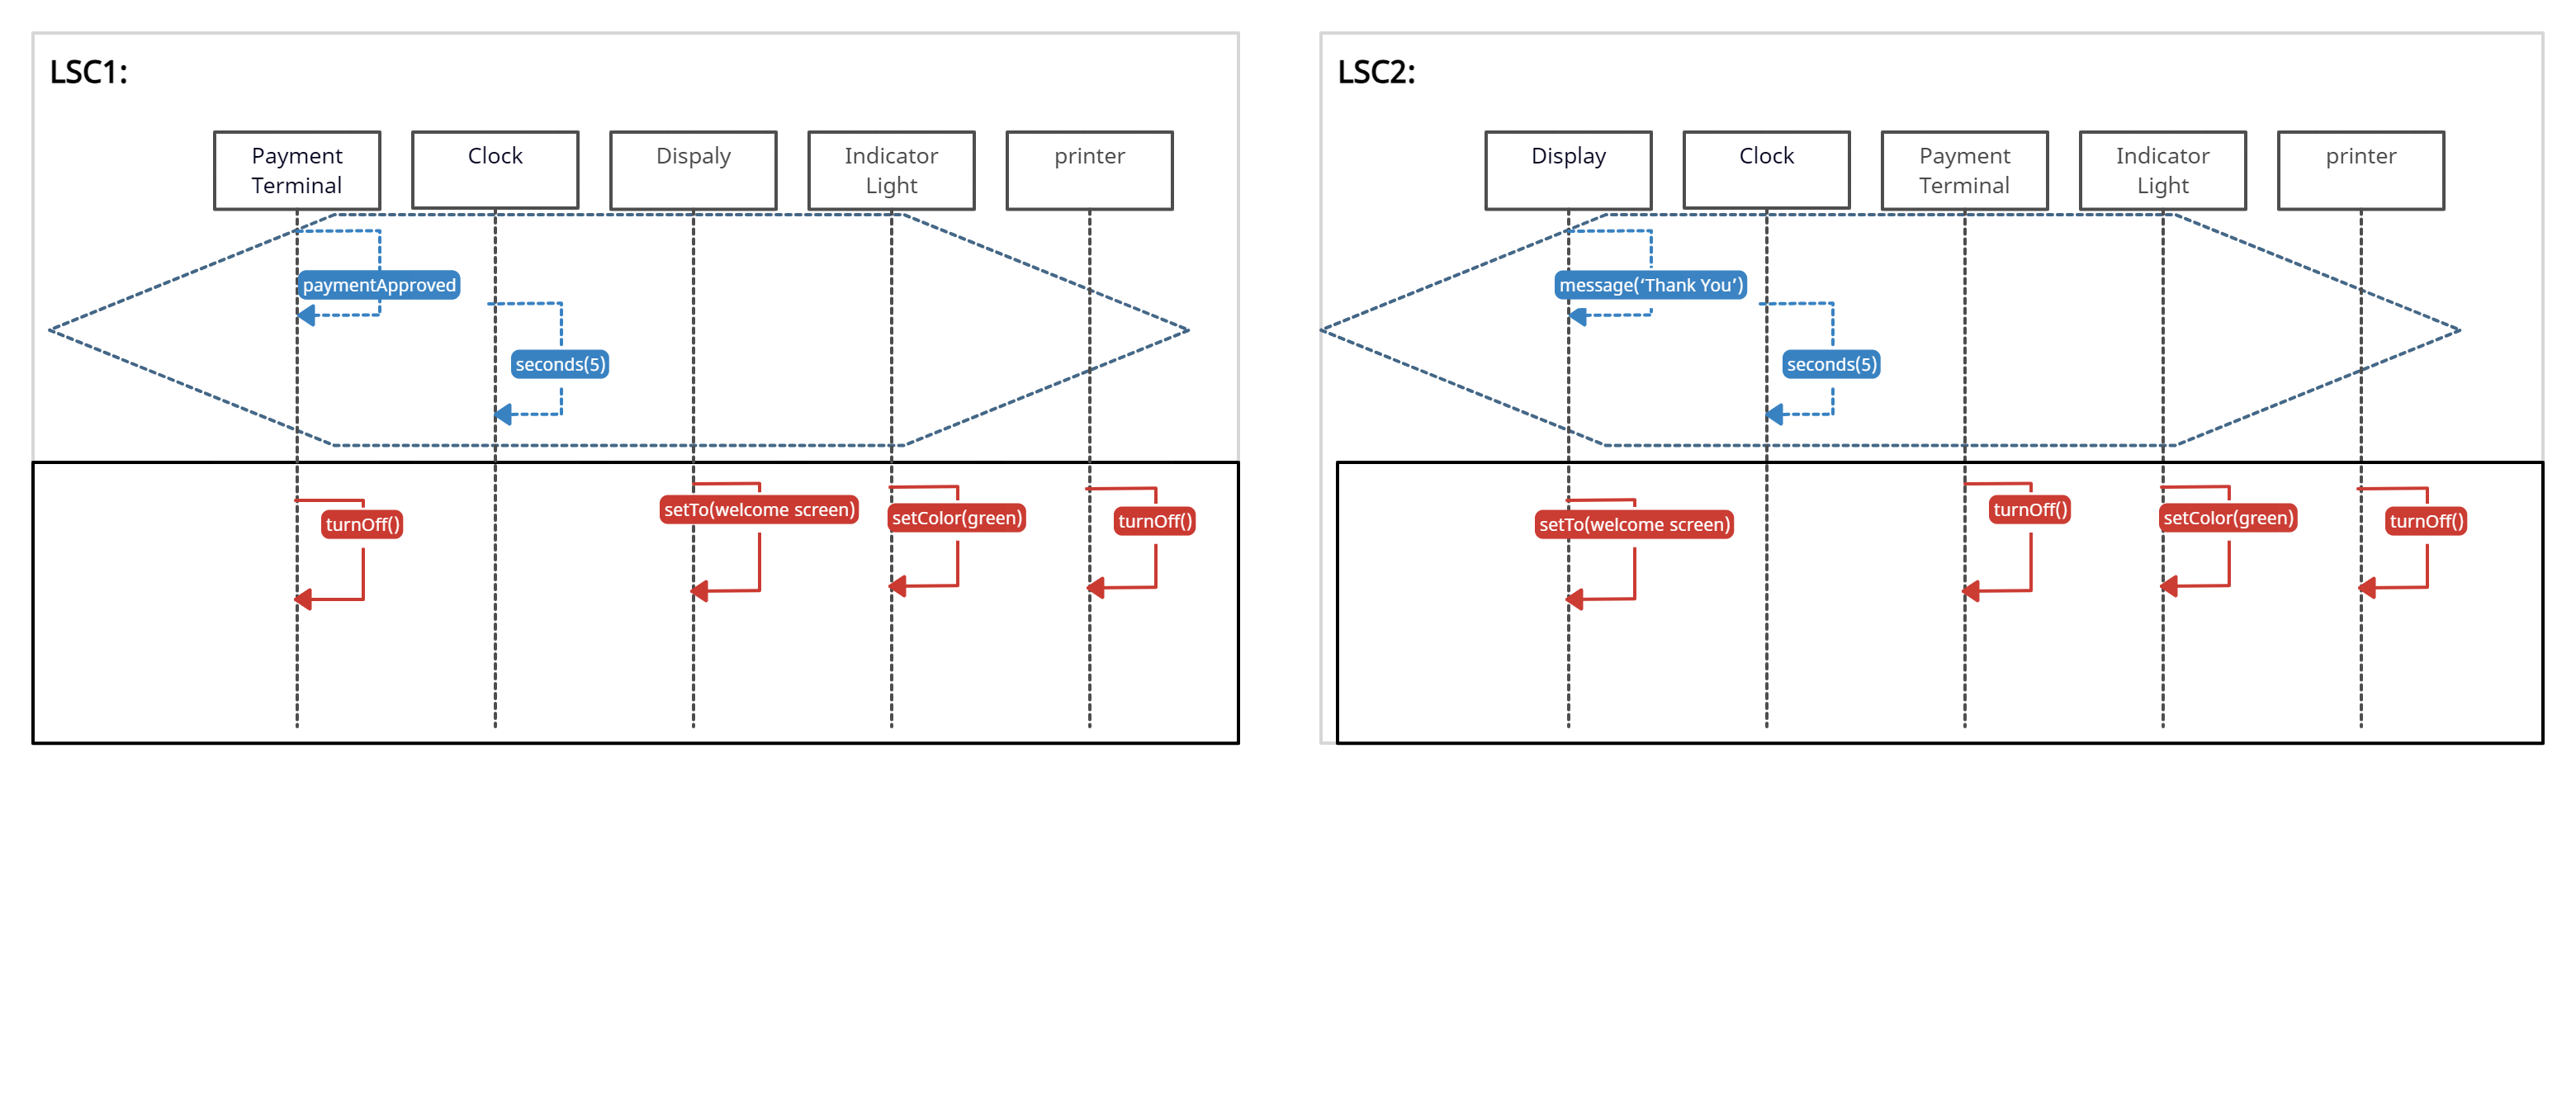 LSC1:
Payment
Terminal
Clock
Dispaly
Indicator
Light
printer
paymentApproved
seconds(5)
turnOff()
setTo(welcome screen)
setColor(green)
turnOff()
LSC2:
Display
Clock
Payment
Terminal
Indicator
Light
printer
message(‘Thank You’)
seconds(5)
setTo(welcome screen)
turnOff()
setColor(green)
turnOff()